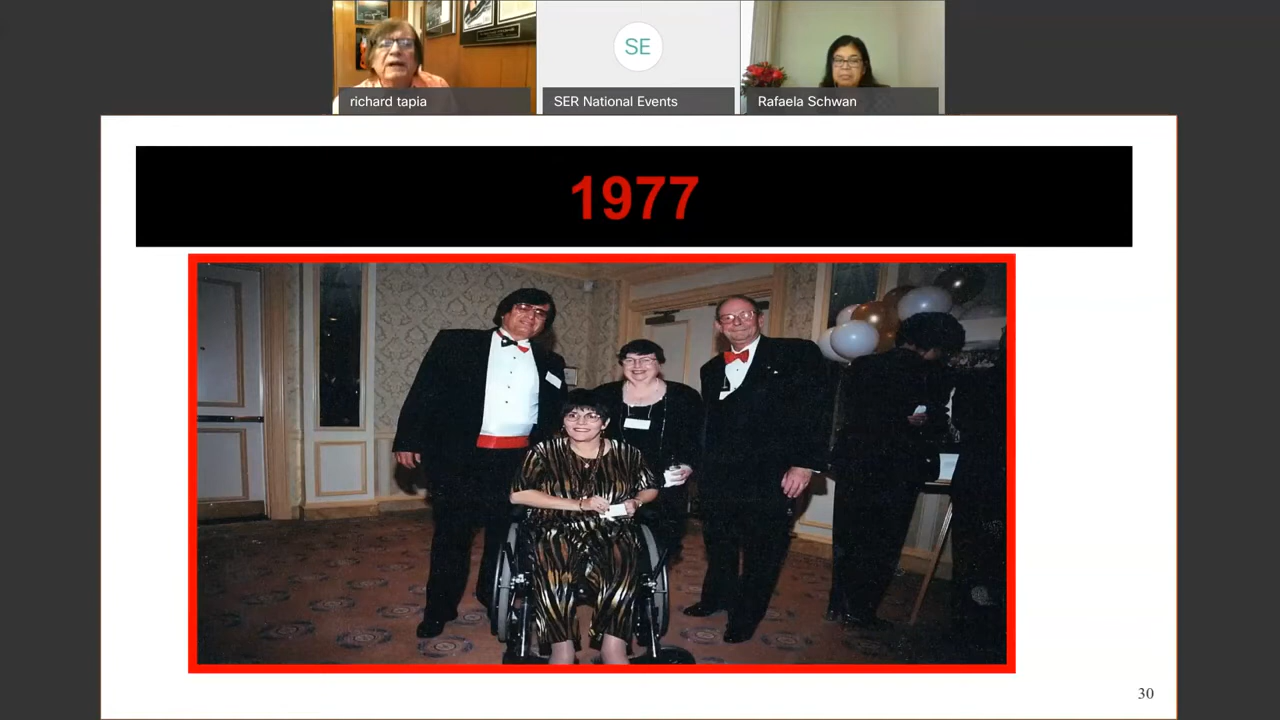 SE
richard tapia
SER National Events
Rafaela Schwan
1977
30